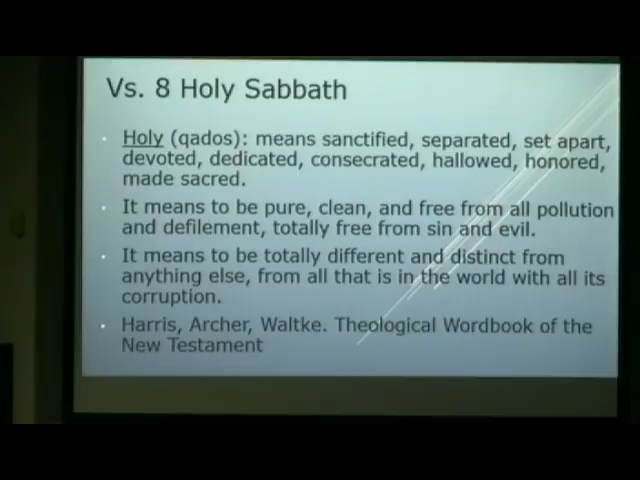 Vs. 8 Holy Sabbath
Holy (qados): means sanctified, separated, set apart,
devoted, dedicated, consecrated, hallowed, honored,
made sacred.
It means to be pure, clean, and free from all pollution
and defilement, totally free from sin and evil.
It means to be totally different and distinct from
anything else, from all that is in the world with all its
corruption.
Harris, Archer, Waltke. Theological Wordbook of the
New Testament